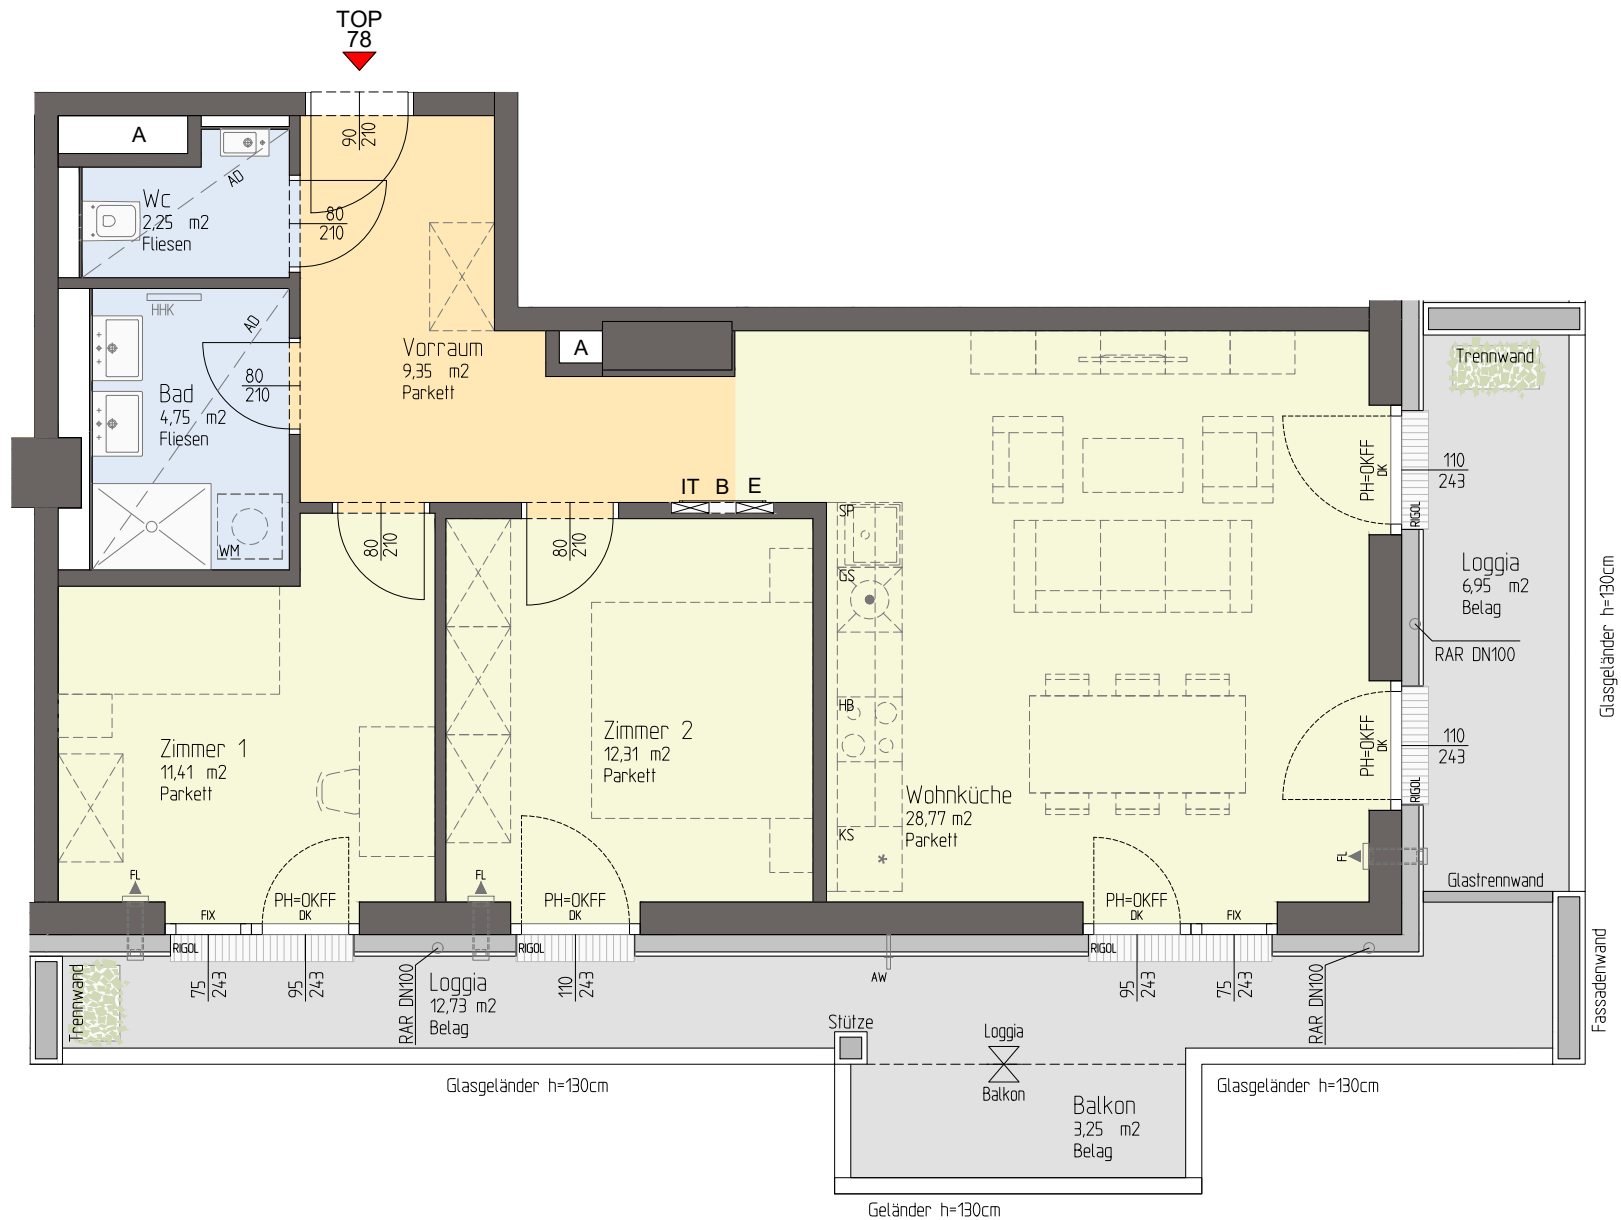 TOP
78
A
90
210
Wc
2,25 m2
Fliesen
AD
80
210
HHK
AD
Bad
4,75 m2
Fliesen
80
210
WM
Vorraum
9,35 m2
Parkett
A
IT B E
80
210
80
210
Zimmer 1
11,41 m2
Parkett
Zimmer 2
12,31 m2
Parkett
SP
GS
HB
KS
*
Wohnküche
28,77 m2
Parkett
PH=OKFF
DK
RIGOL
110
243
PH=OKFF
DK
RIGOL
110
243
Trennwand
Loggia
6,95 m2
Belag
RAR DN100
Glasgeländer h=130cm
Glastrennwand
Fassadenwand
FL
FL
FL
FIX
PH=OKFF
DK
PH=OKFF
DK
PH=OKFF
DK
FIX
RIGOL
75
243
95
243
RIGOL
110
243
RIGOL
95
243
75
243
Trennwand
RAR DN100
Loggia
12,73 m2
Belag
AW
Stütze
Loggia
Balkon
RAR DN100
Glasgeländer h=130cm
Glasgeländer h=130cm
Balkon
3,25 m2
Belag
Geländer h=130cm